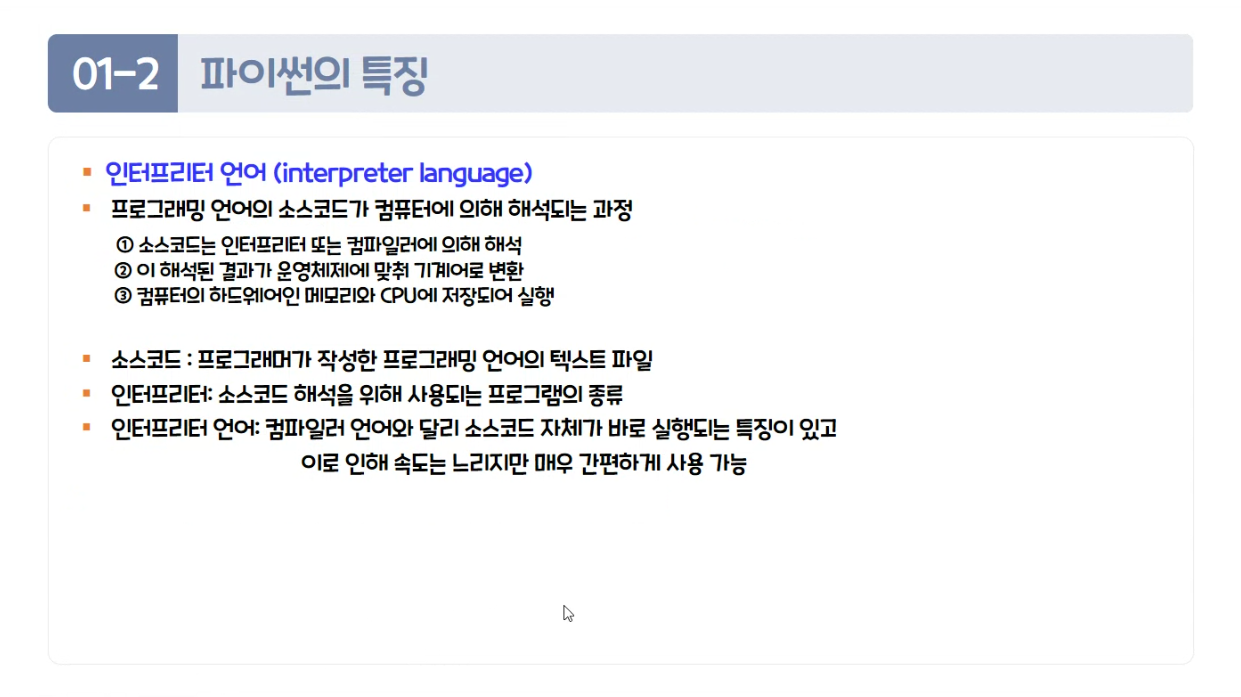 01-2 파이썬의 특징
▪ 인터프리터 언어 (interpreter language)
▪ 프로그래밍 언어의 소스코드가 컴퓨터에 의해 해석되는 과정
① 소스코드는 인터프리터 또는 컴파일러에 의해 해석
② 이 해석된 결과가 운영체제에 맞춰 기계어로 변환
③ 컴퓨터의 하드웨어인 메모리와 CPU에 저장되어 실행
▪ 소스코드 : 프로그래머가 작성한 프로그래밍 언어의 텍스트 파일
▪ 인터프리터: 소스코드 해석을 위해 사용되는 프로그램의 종류
▪ 인터프리터 언어: 컴파일러 언어와 달리 소스코드 자체가 바로 실행되는 특징이 있고
이로 인해 속도는 느리지만 매우 간편하게 사용 가능